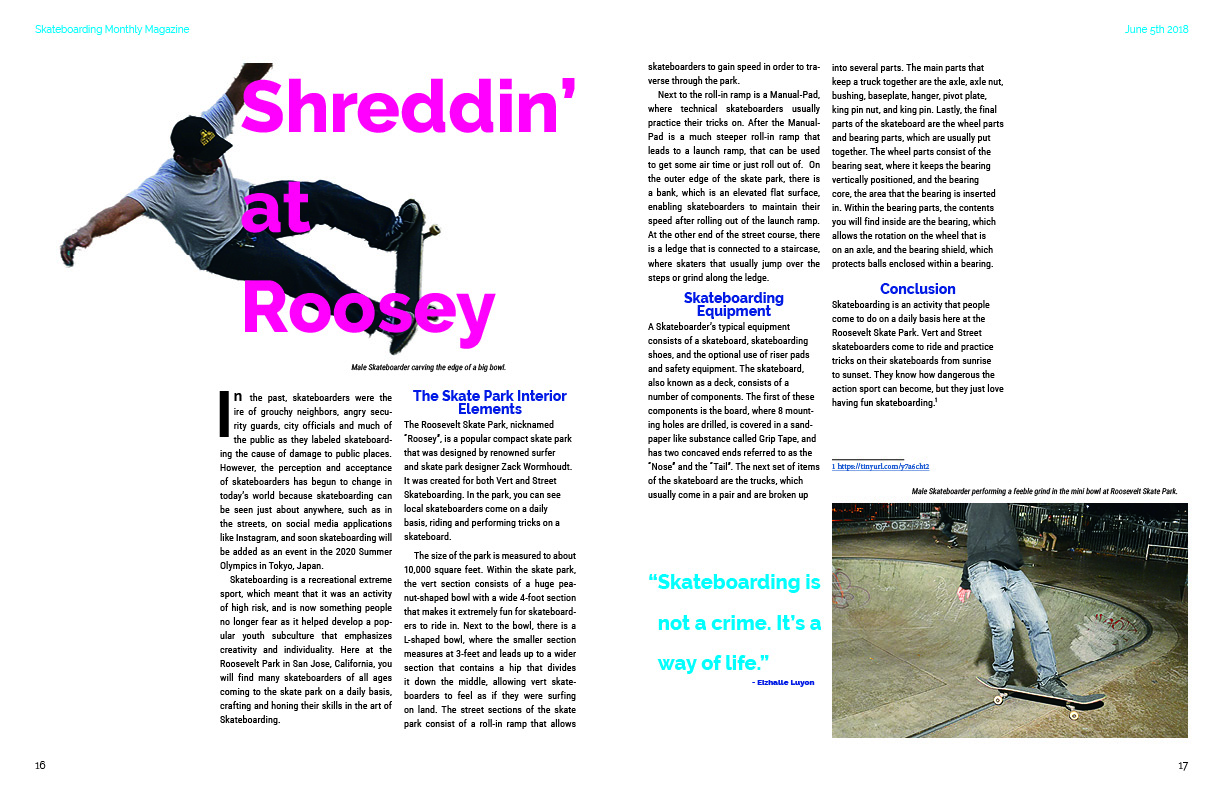 Skateboarding Monthly Magazine
June 5th 2018
Shreddin’
at
Roosey
Male Skateboarder carving the edge of a big bowl.
In the past, skateboarders were the
ire of grouchy neighbors, angry secu-
rity guards, city officials and much of
the public as they labeled skateboard-
ing the cause of damage to public places.
However, the perception and acceptance
of skateboarders has begun to change in
today’s world because skateboarding can
be seen just about anywhere, such as in
the streets, on social media applications
like Instagram, and soon skateboarding will
be added as an event in the 2020 Summer
Olympics in Tokyo, Japan.
Skateboarding is a recreational extreme
sport, which meant that it was an activity
of high risk, and is now something people
no longer fear as it helped develop a pop-
ular youth subculture that emphasizes
creativity and individuality. Here at the
Roosevelt Park in San Jose, California, you
will find many skateboarders of all ages
coming to the skate park on a daily basis,
crafting and honing their skills in the art of
Skateboarding.
The Skate Park Interior
Elements
The Roosevelt Skate Park, nicknamed
“Roosey”, is a popular compact skate park
that was designed by renowned surfer
and skate park designer Zack Wormhoudt.
It was created for both Vert and Street
Skateboarding. In the park, you can see
local skateboarders come on a daily
basis, riding and performing tricks on a
skateboard.
The size of the park is measured to about
10,000 square feet. Within the skate park,
the vert section consists of a huge pea-
nut-shaped bowl with a wide 4-foot section
that makes it extremely fun for skateboard-
ers to ride in. Next to the bowl, there is a
L-shaped bowl, where the smaller section
measures at 3-feet and leads up to a wider
section that contains a hip that divides
it down the middle, allowing vert skate-
boarders to feel as if they were surfing
on land. The street sections of the skate
park consist of a roll-in ramp that allows
skateboarders to gain speed in order to tra-
verse through the park.
Next to the roll-in ramp is a Manual-Pad,
where technical skateboarders usually
practice their tricks on. After the Manual-
Pad is a much steeper roll-in ramp that
leads to a launch ramp, that can be used
to get some air time or just roll out of. On
the outer edge of the skate park, there is
a bank, which is an elevated flat surface,
enabling skateboarders to maintain their
speed after rolling out of the launch ramp.
At the other end of the street course, there
is a ledge that is connected to a staircase,
where skaters that usually jump over the
steps or grind along the ledge.
Skateboarding
Equipment
A Skateboarder’s typical equipment
consists of a skateboard, skateboarding
shoes, and the optional use of riser pads
and safety equipment. The skateboard,
also known as a deck, consists of a
number of components. The first of these
components is the board, where 8 mount-
ing holes are drilled, is covered in a sand-
paper like substance called Grip Tape, and
has two concaved ends referred to as the
“Nose” and the “Tail”. The next set of items
of the skateboard are the trucks, which
usually come in a pair and are broken up
into several parts. The main parts that
keep a truck together are the axle, axle nut,
bushing, baseplate, hanger, pivot plate,
king pin nut, and king pin. Lastly, the final
parts of the skateboard are the wheel parts
and bearing parts, which are usually put
together. The wheel parts consist of the
bearing seat, where it keeps the bearing
vertically positioned, and the bearing
core, the area that the bearing is inserted
in. Within the bearing parts, the contents
you will find inside are the bearing, which
allows the rotation on the wheel that is
on an axle, and the bearing shield, which
protects balls enclosed within a bearing.
Conclusion
Skateboarding is an activity that people
come to do on a daily basis here at the
Roosevelt Skate Park. Vert and Street
skateboarders come to ride and practice
tricks on their skateboards from sunrise
to sunset. They know how dangerous the
action sport can become, but they just love
having fun skateboarding.¹
1 https://tinyurl.com/y7a6cht2
Male Skateboarder performing a feeble grind in the mini bowl at Roosevelt Skate Park.
“Skateboarding is
not a crime. It’s a
way of life.”
- Eizhalle Luyon
16
17